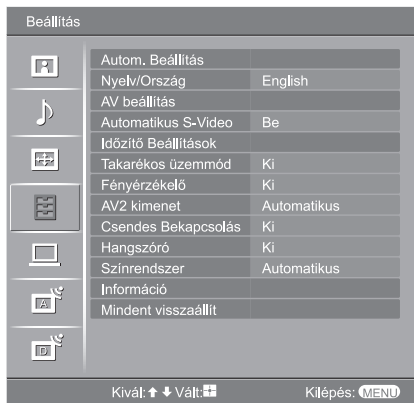 Beállítás
Autom. Beállítás
Nyelv/Ország English
AV beállítás
Automatikus S-Video Be
Időzítő Beállítások
Takarékos üzemmód Ki
Fényérzékelő Ki
AV2 kimenet Automatikus
Csendes Bekapcsolás Ki
Hangszóró Ki
Színrendszer Automatikus
Információ
Mindent visszaállít
A
D
Kivál: Vált: Kilépés: MENU